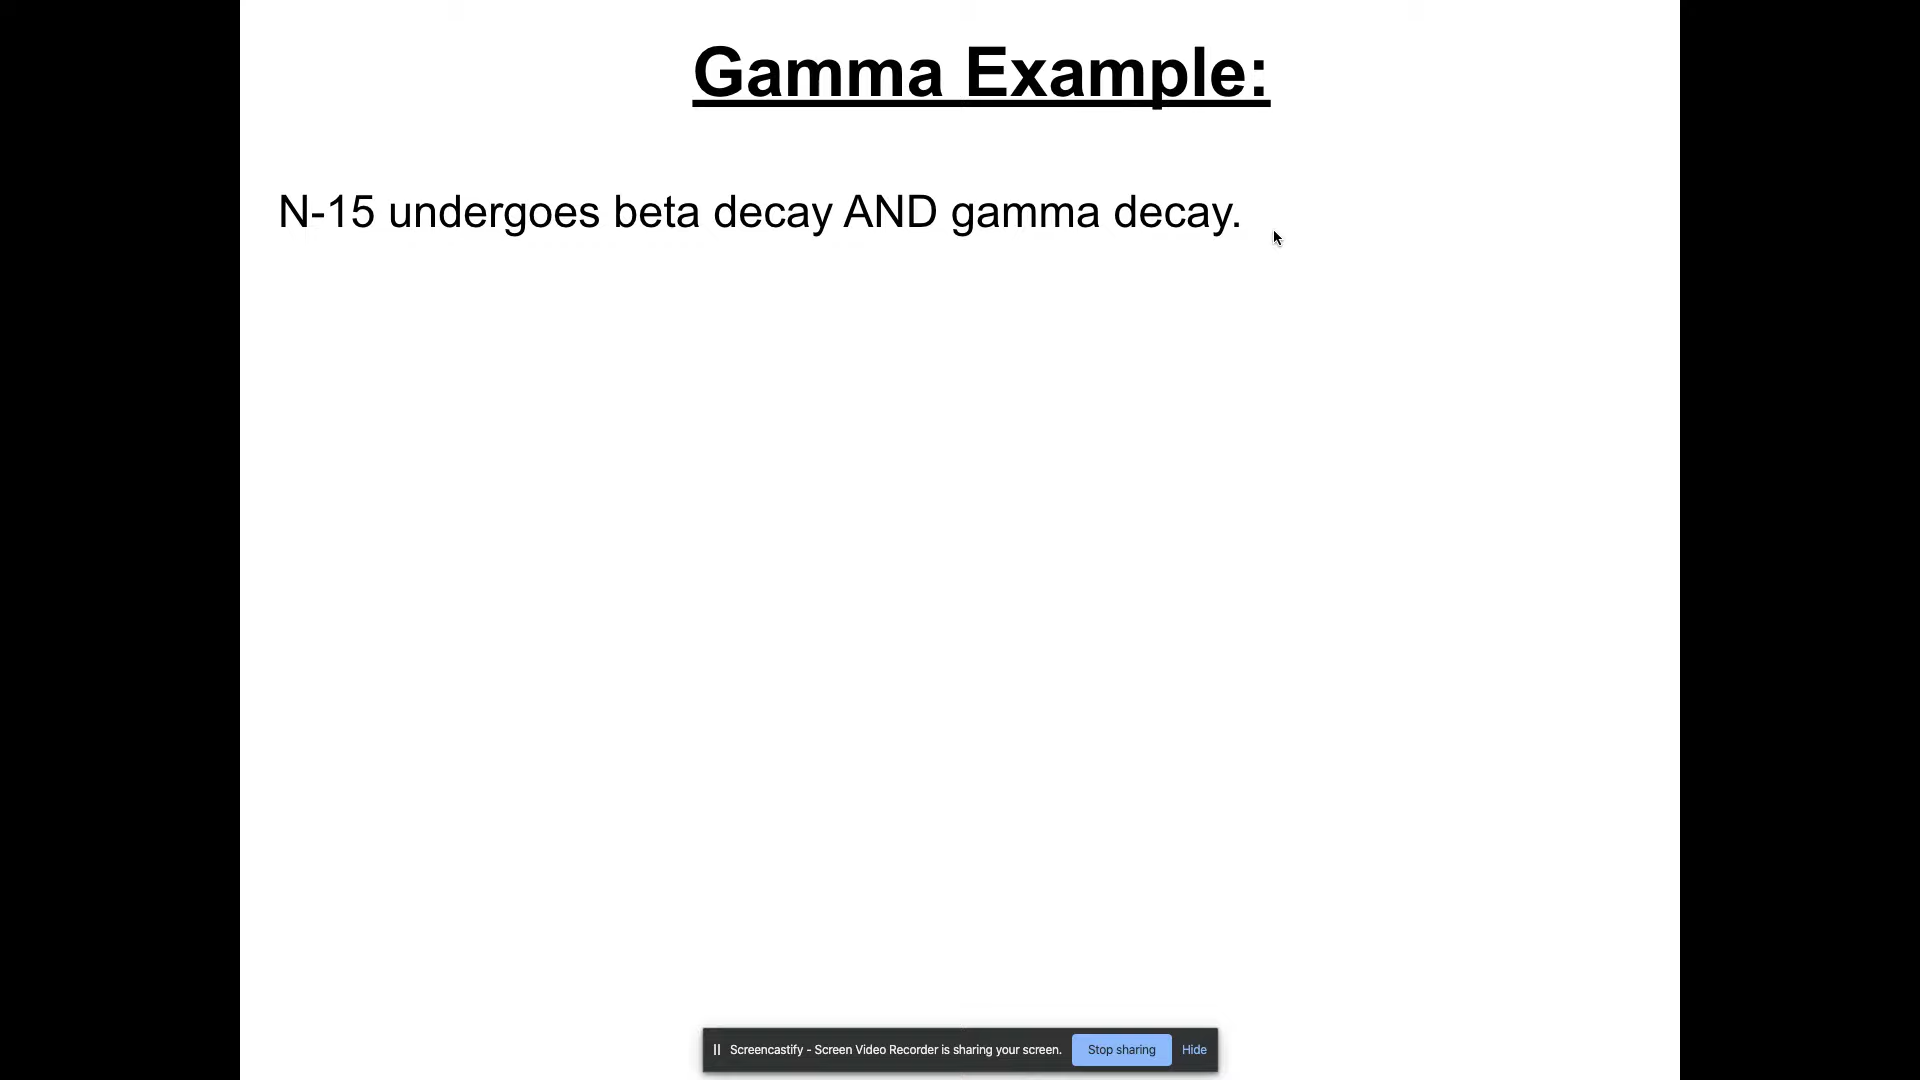 Gamma Example:
N-15 undergoes beta decay AND gamma decay.
Screencastify - Screen Video Recorder is sharing your screen. Stop sharing Hide